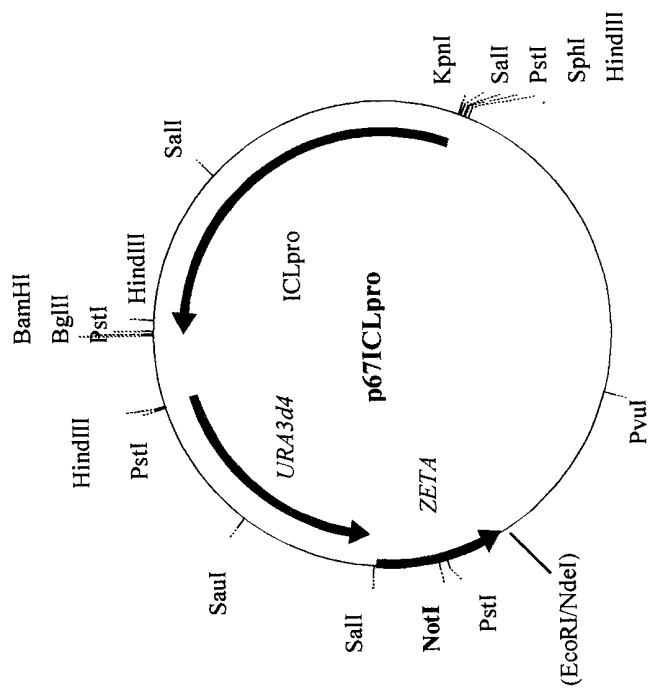 BamHI
BglII
HindIII
PstI
PstI
HindIII
SalI
SauI
URA3d4
ICLpro
SalI
p67ICLpro
NotI
ZETA
KpnI
PstI
SalI
PstI
(EcoRI/NdeI)
SphI
HindIII
PvuI